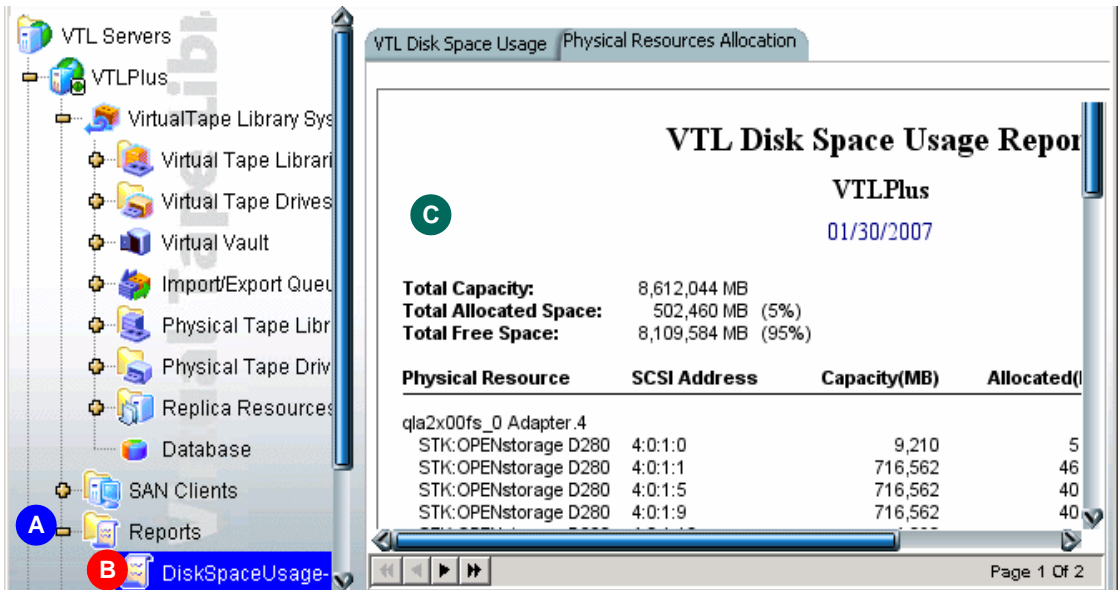 VTL Servers
VTLPlus
VirtualTape Library Sys
Virtual Tape Librari
Virtual Tape Drives
Virtual Vault
Import/Export Queu
Physical Tape Libr
Physical Tape Driv
Replica Resources
Database
SAN Clients
A
Reports
B
DiskSpaceUsage-
VTL Disk Space Usage Physical Resources Allocation
VTL Disk Space Usage Repor
VTLPlus
C
01/30/2007
Total Capacity: 8,612,044 MB
Total Allocated Space: 502,460 MB (5%)
Total Free Space: 8,109,584 MB (95%)
Physical Resource SCSI Address Capacity(MB) Allocated(
qla2x00fs_0 Adapter.4
STK:OPENstorage D280 4:0:1:0 9,210 5
STK:OPENstorage D280 4:0:1:1 716,562 46
STK:OPENstorage D280 4:0:1:5 716,562 40
STK:OPENstorage D280 4:0:1:9 716,562 40
Page 1 Of 2